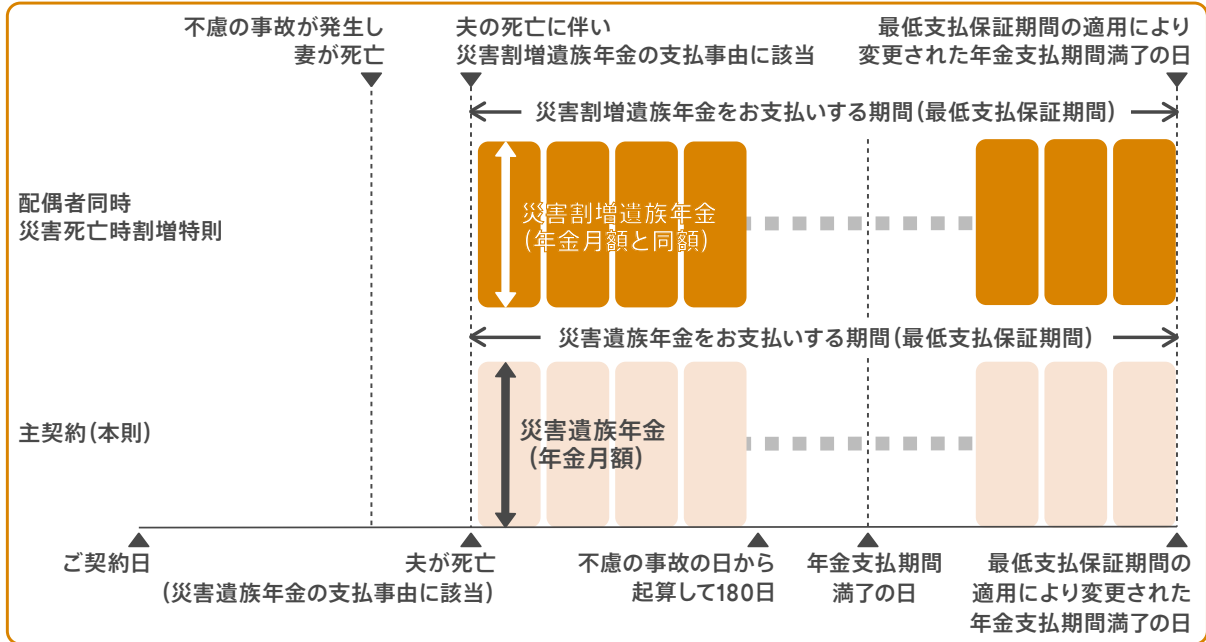 不慮の事故が発生し
妻が死亡
夫の死亡に伴い
災害割増遺族年金の支払事由に該当
最低支払保証期間の適用により
変更された年金支払期間満了の日
災害割増遺族年金をお支払いする期間(最低支払保証期間)
配偶者同時
災害死亡時割増特則
災害割増遺族年金
(年金月額と同額)
災害遺族年金をお支払いする期間(最低支払保証期間)
主契約(本則)
災害遺族年金
(年金月額)
ご契約日
夫が死亡
(災害遺族年金の支払事由に該当)
不慮の事故の日から
起算して180日
年金支払期間
満了の日
最低支払保証期間の
適用により変更された
年金支払期間満了の日